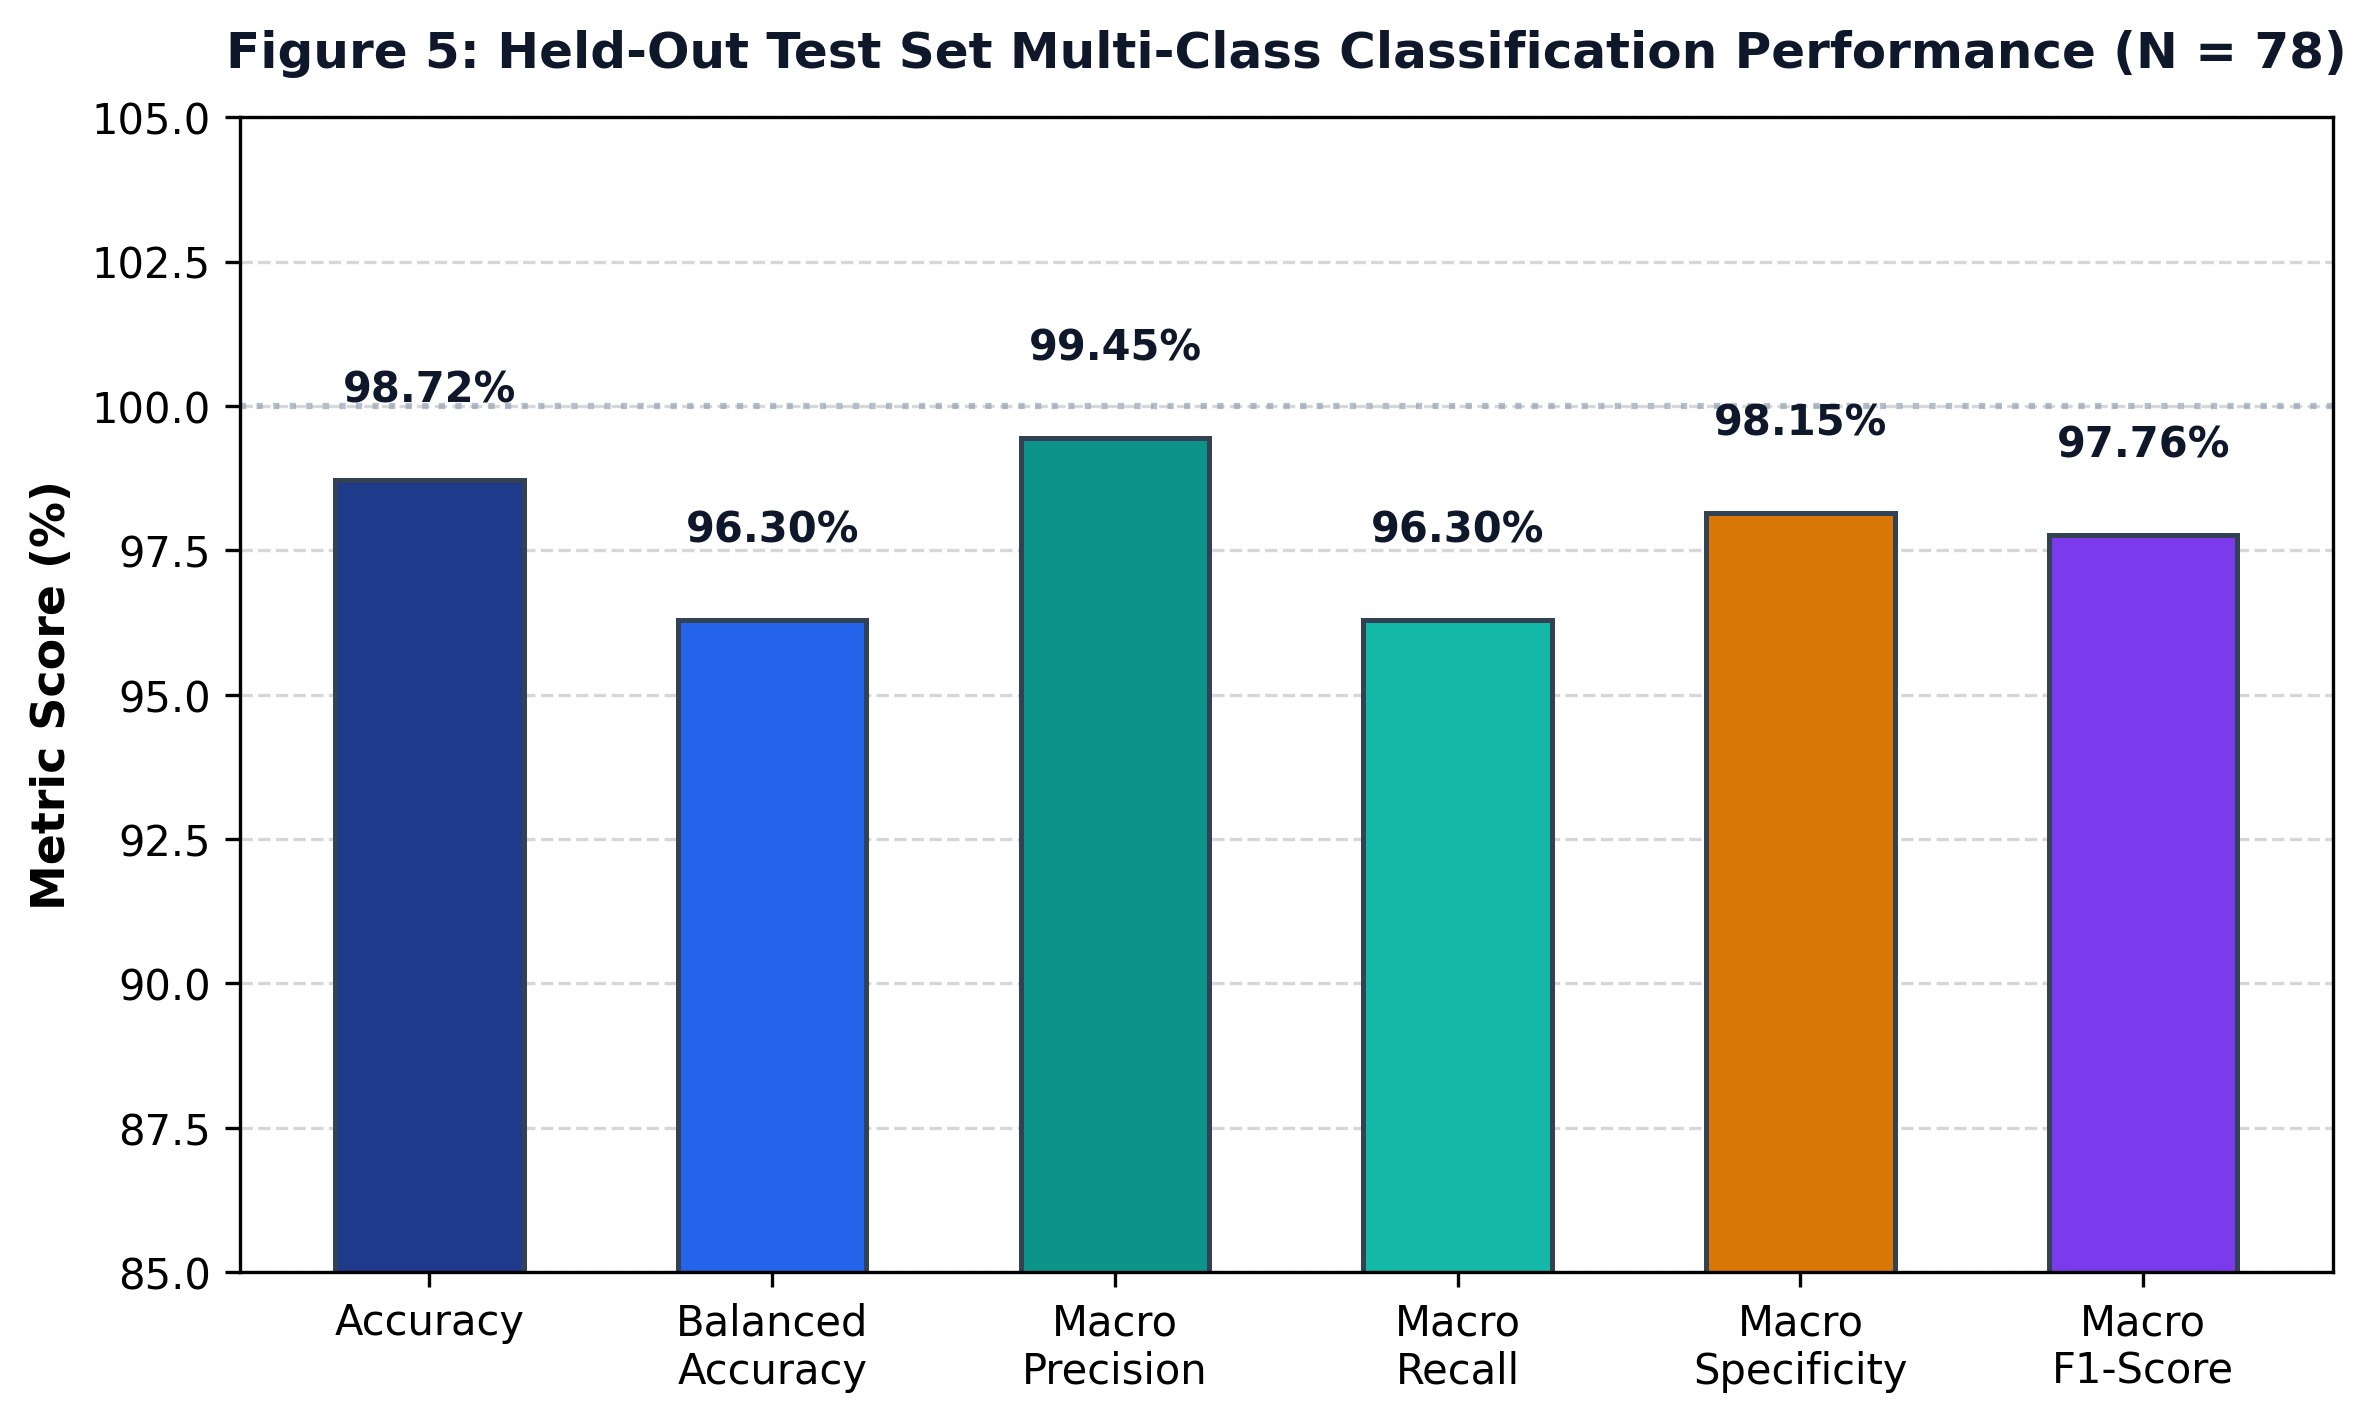 Figure 5: Held-Out Test Set Multi-Class Classification Performance (N = 78)
Metric Score (%)
105.0
102.5
100.0
97.5
95.0
92.5
90.0
87.5
85.0
98.72%
96.30%
99.45%
96.30%
98.15%
97.76%
Accuracy
Balanced
Accuracy
Macro
Precision
Macro
Recall
Macro
Specificity
Macro
F1-Score